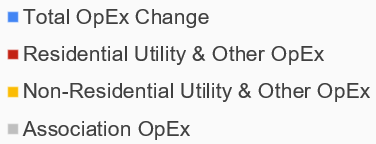 Total OpEx Change
Residential Utility & Other OpEx
Non-Residential Utility & Other OpEx
Association OpEx